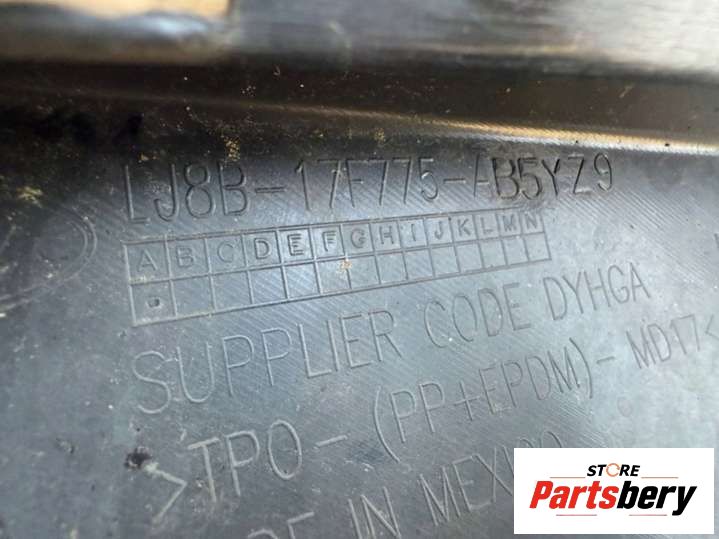 LJ8B-17F775-AB5YZ9
A B C D E F G H I J K L M N
SUPPLIER CODE DYHGA
>TPO-(PP+EPDM)-MD17<
IN MEXICO
STORE
Partsbery